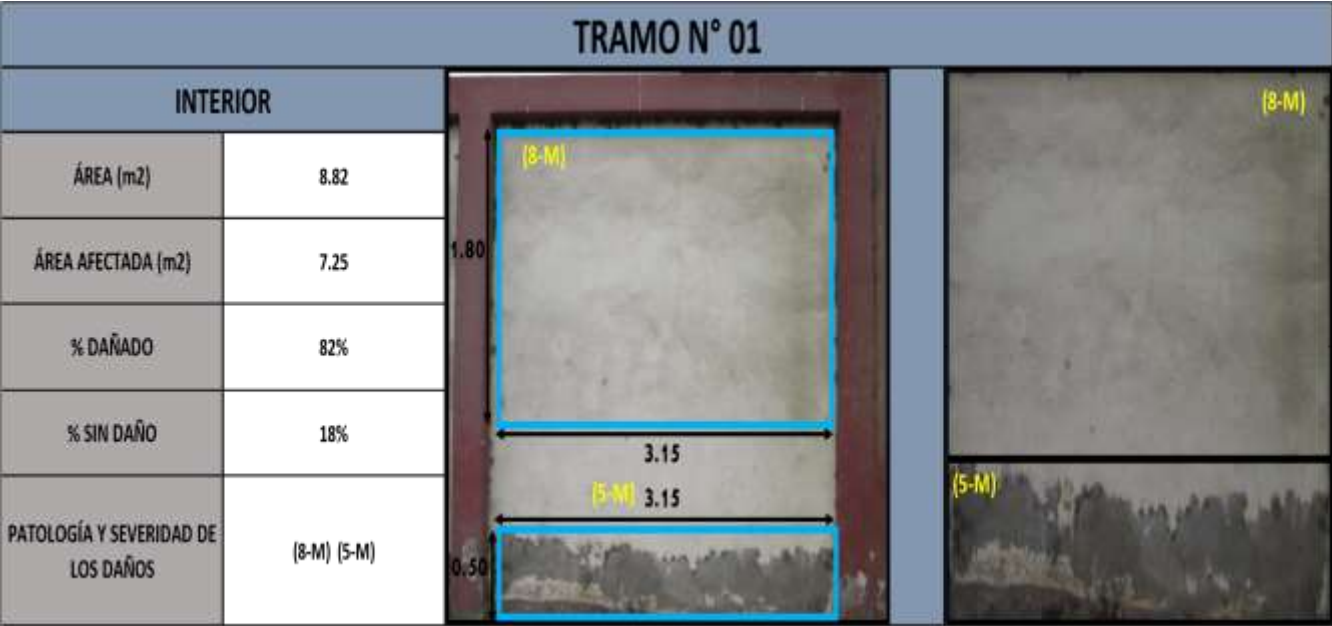 TRAMO N° 01
INTERIOR
ÁREA (m2)
8.82
ÁREA AFECTADA (m2)
7.25
% DAÑADO
82%
% SIN DAÑO
18%
PATOLOGÍA Y SEVERIDAD DE
LOS DAÑOS
(8-M) (5-M)
(8-M)
1.80
3.15
(5-M) 3.15
0.50
(8-M)
(5-M)